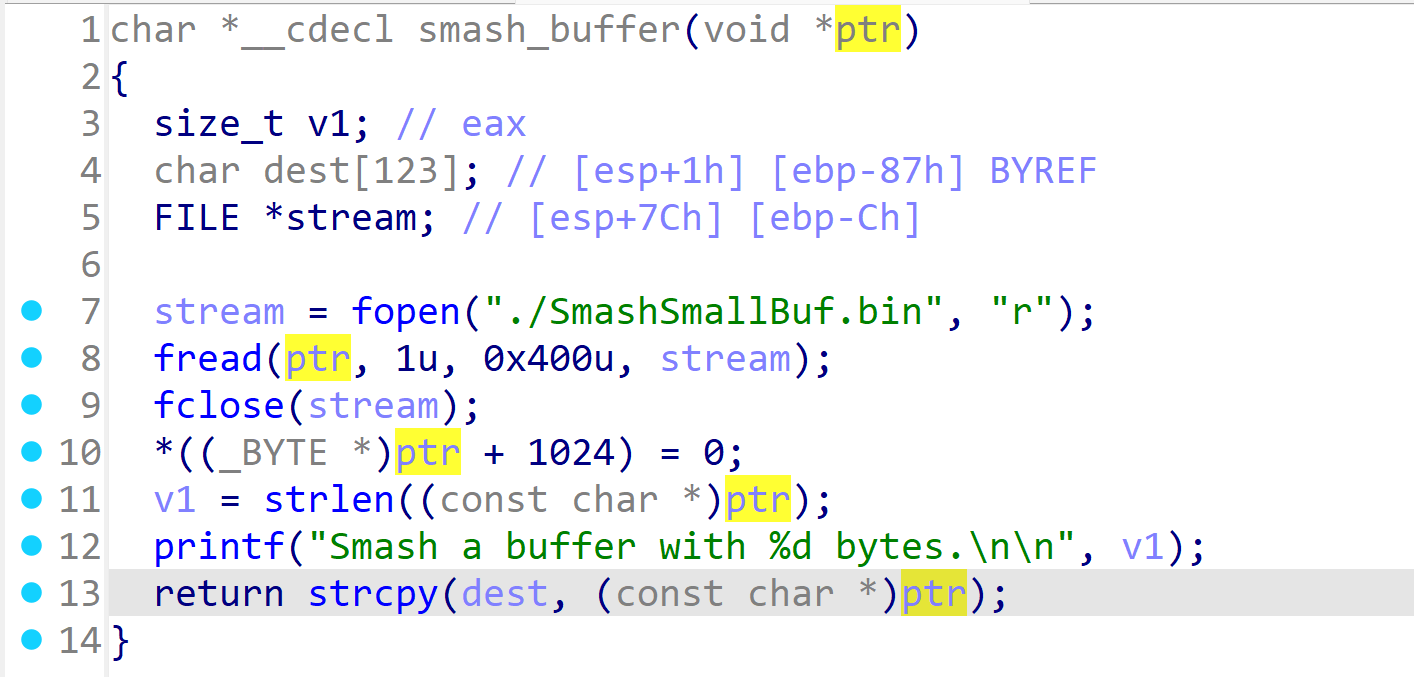 1 char *__cdecl smash_buffer(void *ptr)
2 {
3   size_t v1; // eax
4   char dest[123]; // [esp+1h] [ebp-87h] BYREF
5   FILE *stream; // [esp+7Ch] [ebp-Ch]
6
7   stream = fopen("./SmashSmallBuf.bin", "r");
8   fread(ptr, 1u, 0x400u, stream);
9   fclose(stream);
10   *((_BYTE *)ptr + 1024) = 0;
11   v1 = strlen((const char *)ptr);
12   printf("Smash a buffer with %d bytes.\n\n", v1);
13   return strcpy(dest, (const char *)ptr);
14 }